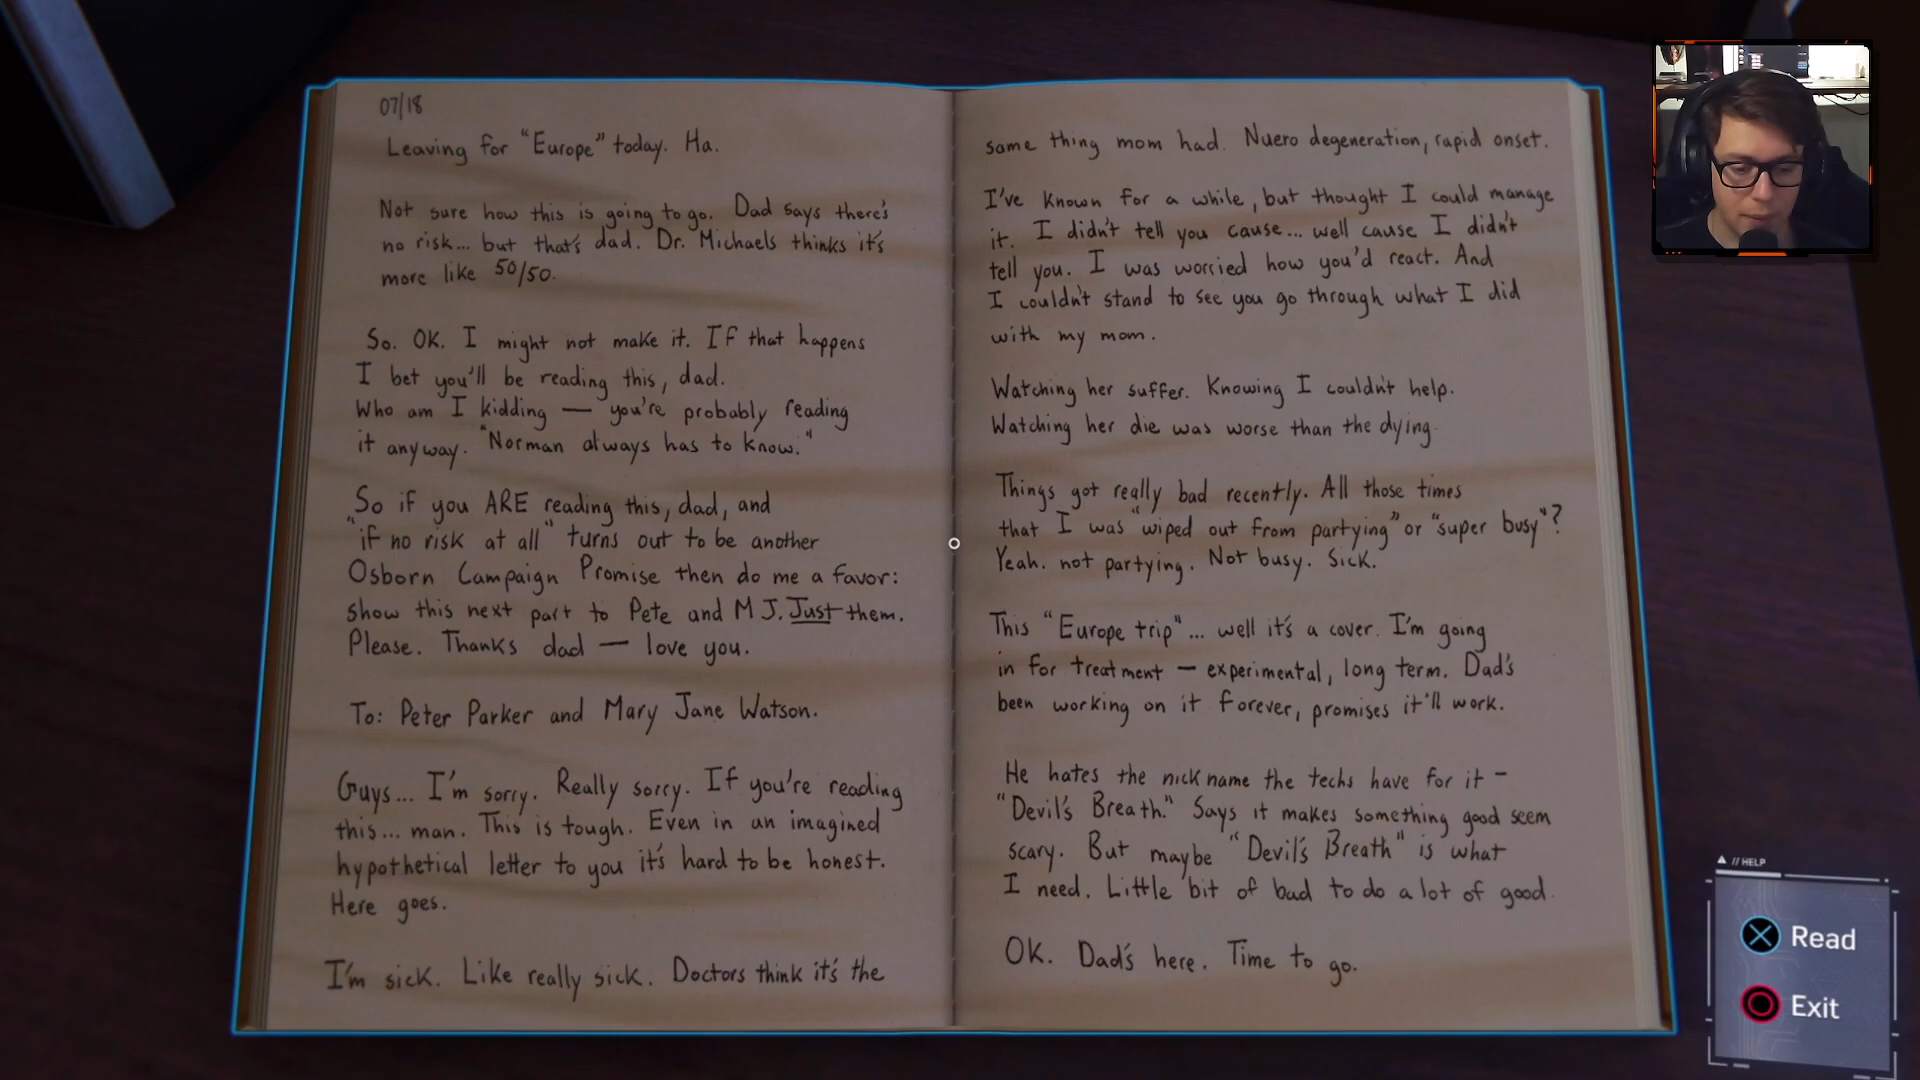 07/18
Leaving for "Europe" today. Ha.
Not sure how this is going to go. Dad says there's
no risk... but that's dad. Dr. Michaels thinks it's
more like 50/50.
So. OK. I might not make it. If that happens
I bet you'll be reading this, dad.
Who am I kidding — you're probably reading
it anyway. "Norman always has to know."
So if you ARE reading this, dad, and
"if no risk at all" turns out to be another
Osborn Campaign Promise then do me a favor:
show this next part to Pete and MJ. Just them.
Please. Thanks dad — love you.
To: Peter Parker and Mary Jane Watson.
Guys... I'm sorry. Really sorry. If you're reading
this... man. This is tough. Even in an imagined
hypothetical letter to you it's hard to be honest.
Here goes.
I'm sick. Like really sick. Doctors think it's the
same thing mom had. Nuero degeneration, rapid onset.
I've known for a while, but thought I could manage
it. I didn't tell you cause... well cause I didn't
tell you. I was worried how you'd react. And
I couldn't stand to see you go through what I did
with my mom.
Watching her suffer. Knowing I couldn't help.
Watching her die was worse than the dying.
Things got really bad recently. All those times
that I was "wiped out from partying" or "super busy"?
Yeah. not partying. Not busy. Sick.
This "Europe trip"... well it's a cover. I'm going
in for treatment — experimental, long term. Dad's
been working on it forever, promises it'll work.
He hates the nickname the techs have for it -
"Devil's Breath." Says it makes something good seem
scary. But maybe "Devil's Breath" is what
I need. Little bit of bad to do a lot of good.
OK. Dad's here. Time to go.
// HELP
Read
Exit